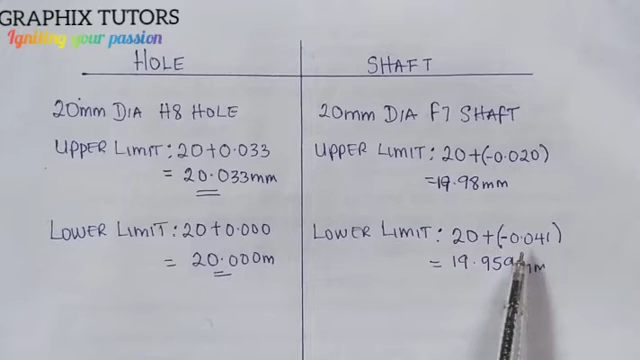 GRAPHIX TUTORS
Igniting your passion
HOLE
SHAFT
20mm DIA H8 HOLE
UPPER LIMIT: 20+0.033
= 20.033mm
LOWER LIMIT: 20+0.000
= 20.000m
20mm DIA F7 SHAFT
UPPER LIMIT: 20+(-0.020)
=19.98mm
LOWER LIMIT: 20+(-0.041)
= 19.959